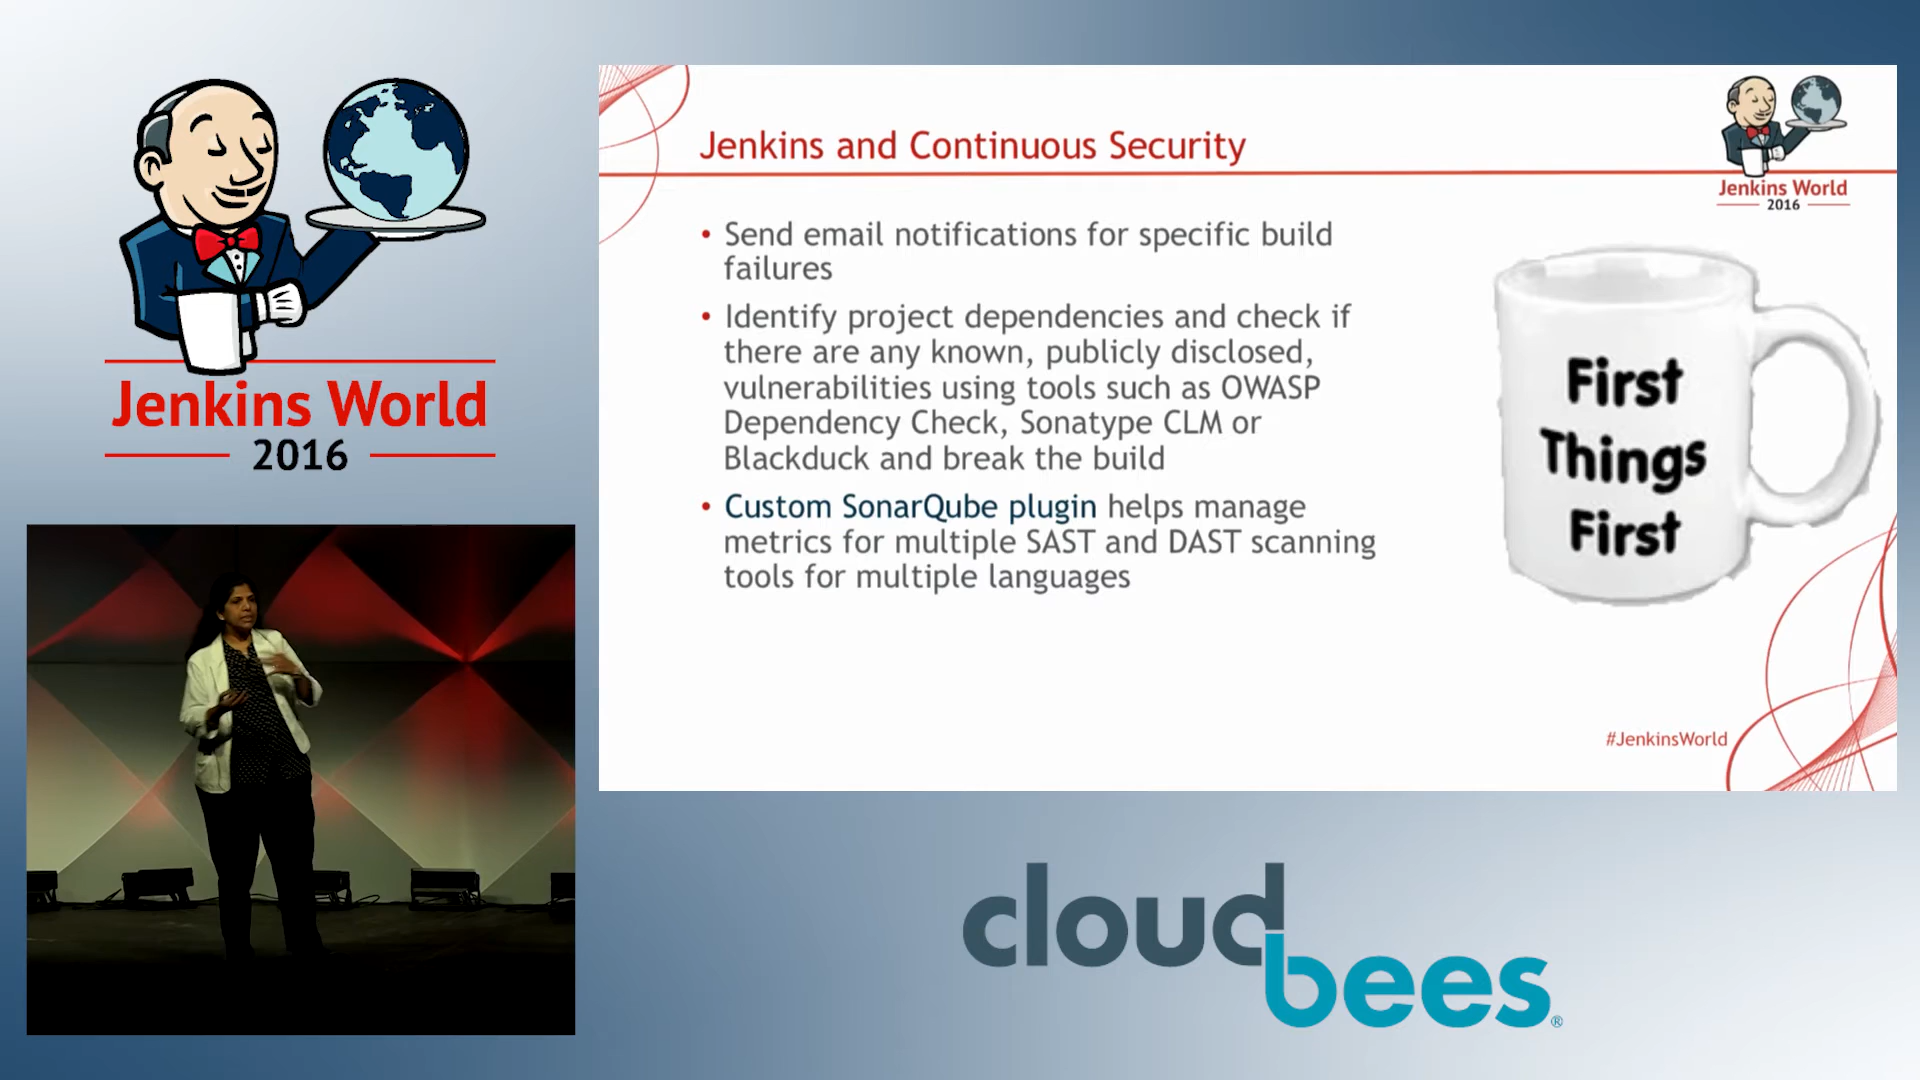 Jenkins World
2016
Jenkins and Continuous Security
Jenkins World
2016
• Send email notifications for specific build
failures
• Identify project dependencies and check if
there are any known, publicly disclosed,
vulnerabilities using tools such as OWASP
Dependency Check, Sonatype CLM or
Blackduck and break the build
• Custom SonarQube plugin helps manage
metrics for multiple SAST and DAST scanning
tools for multiple languages
First
Things
First
#JenkinsWorld
cloud
bees®